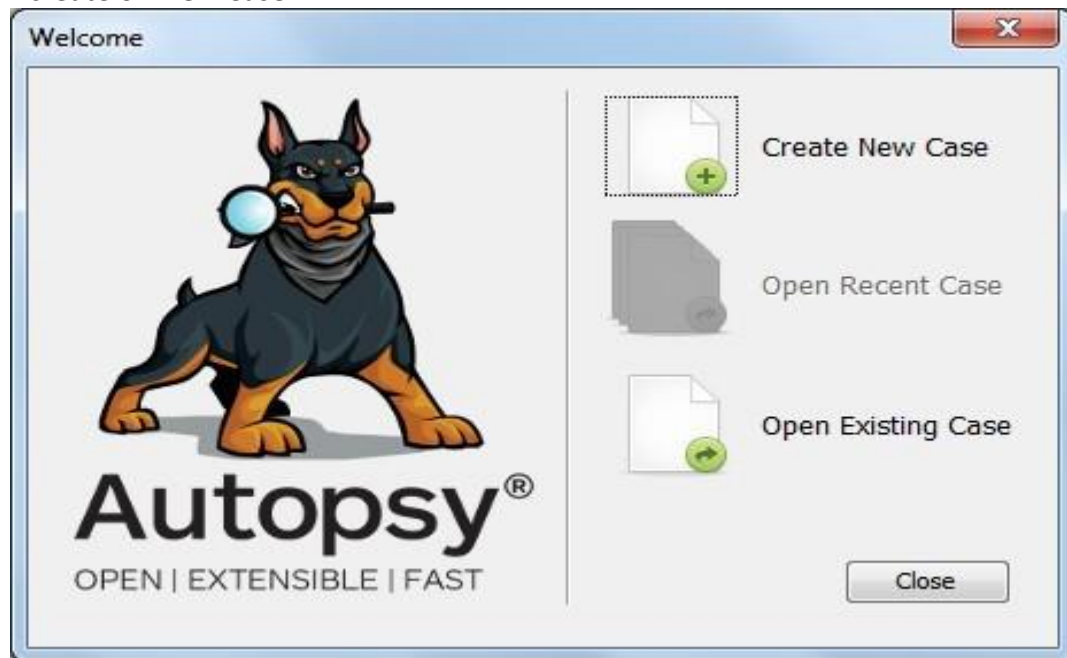 Welcome
Create New Case
Open Recent Case
Open Existing Case
Autopsy®
OPEN | EXTENSIBLE | FAST
Close